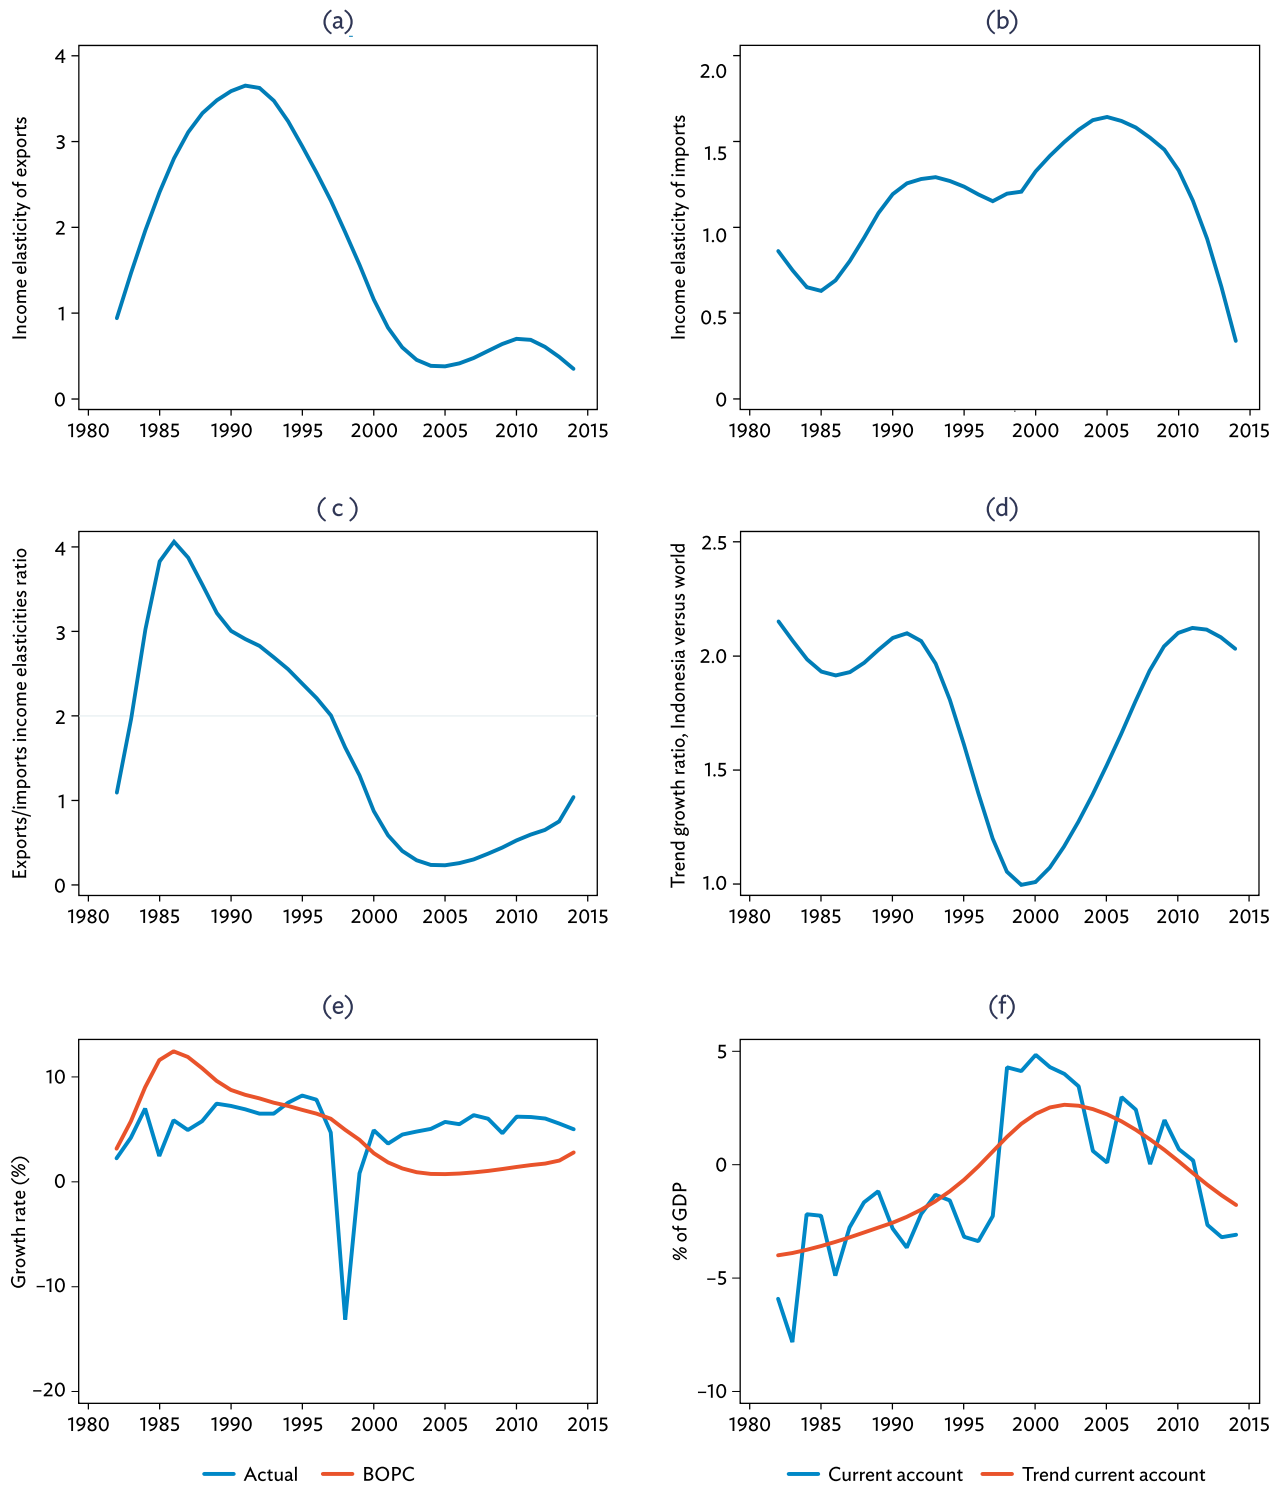 (a)
Income elasticity of exports
4
3
2
1
0
1980 1985 1990 1995 2000 2005 2010 2015
(b)
Income elasticity of imports
2.0
1.5
1.0
0.5
0
1980 1985 1990 1995 2000 2005 2010 2015
( c )
Exports/imports income elasticities ratio
4
3
2
1
0
1980 1985 1990 1995 2000 2005 2010 2015
(d)
Trend growth ratio, Indonesia versus world
2.5
2.0
1.5
1.0
1980 1985 1990 1995 2000 2005 2010 2015
(e)
Growth rate (%)
10
0
–10
–20
1980 1985 1990 1995 2000 2005 2010 2015
Actual BOPC
(f)
% of GDP
5
0
–5
–10
1980 1985 1990 1995 2000 2005 2010 2015
Current account Trend current account